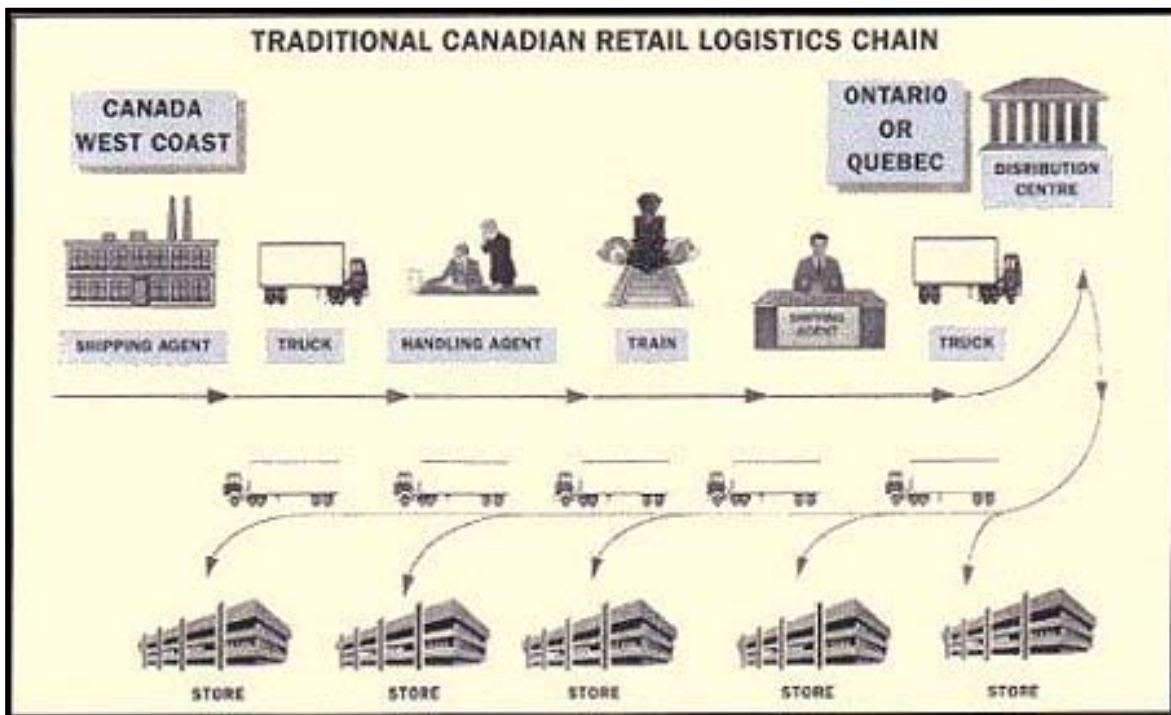 TRADITIONAL CANADIAN RETAIL LOGISTICS CHAIN
CANADA
WEST COAST
ONTARIO
OR
QUEBEC
DISRIBUTION
CENTRE
SHIPPING AGENT
TRUCK
HANDLING AGENT
TRAIN
SHIPPING
AGENT
TRUCK
STORE
STORE
STORE
STORE
STORE